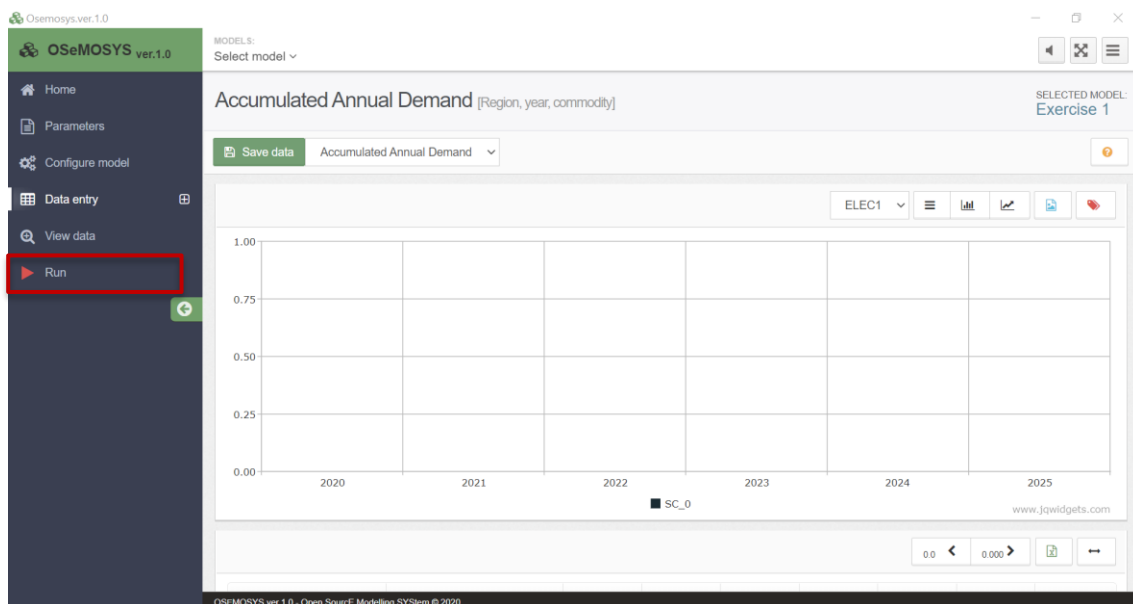 Osemosys.ver.1.0
OSeMOSYS ver.1.0
MODELS:
Select model
Home
Parameters
Configure model
Data entry
View data
Run
Accumulated Annual Demand [Region, year, commodity]
SELECTED MODEL:
Exercise 1
Save data
Accumulated Annual Demand
ELEC1
1.00
0.75
0.50
0.25
0.00
2020 2021 2022 2023 2024 2025
SC_0
www.jqwidgets.com
0.0 0.000
OSEMOSYS ver 1.0 - Open SourcE Modelling SYStem © 2020